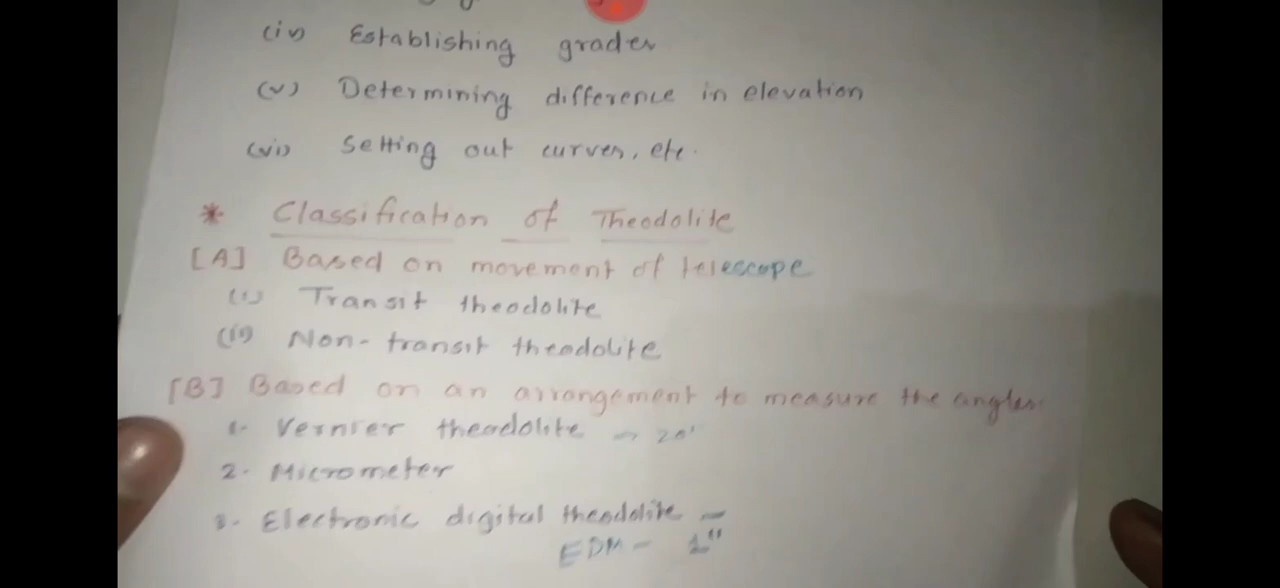 (iv) Establishing grades
(v) Determining difference in elevation
(vi) Setting out curves, etc.
* Classification of Theodolite
[A] Based on movement of telescope
(i) Transit theodolite
(ii) Non-transit theodolite
[B] Based on an arrangement to measure the angles
1. Vernier theodolite → 20'
2. Micrometer
3. Electronic digital theodolite -
EDM - 1"